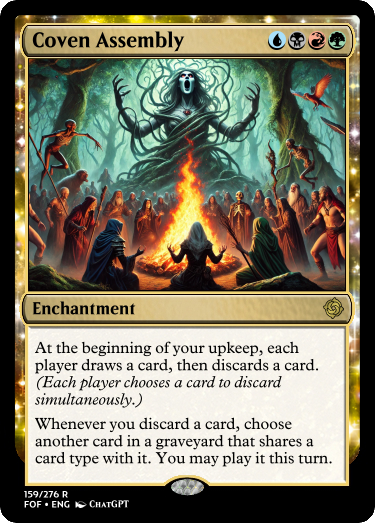 Coven Assembly
Enchantment
At the beginning of your upkeep, each
player draws a card, then discards a card.
(Each player chooses a card to discard
simultaneously.)
Whenever you discard a card, choose
another card in a graveyard that shares a
card type with it. You may play it this turn.
159/276 R
FOF • ENG ChatGPT